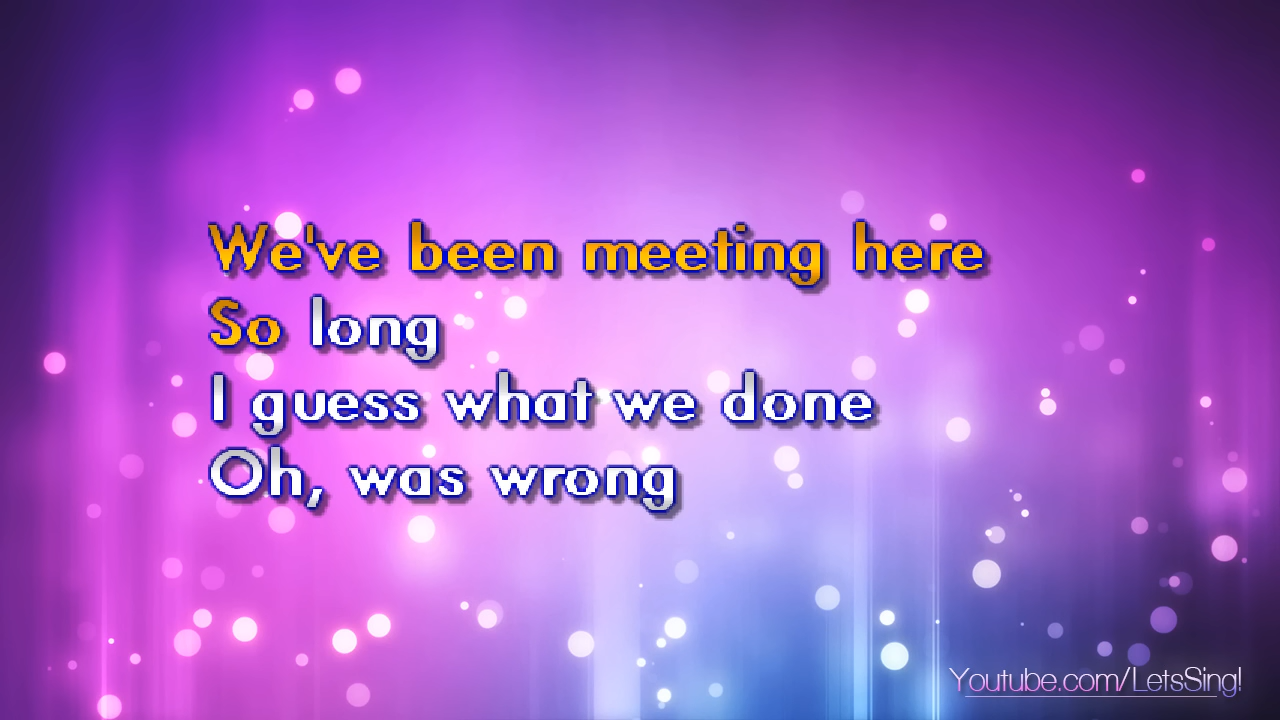 We've been meeting here
So long
I guess what we done
Oh, was wrong
Youtube.com/LetsSing!